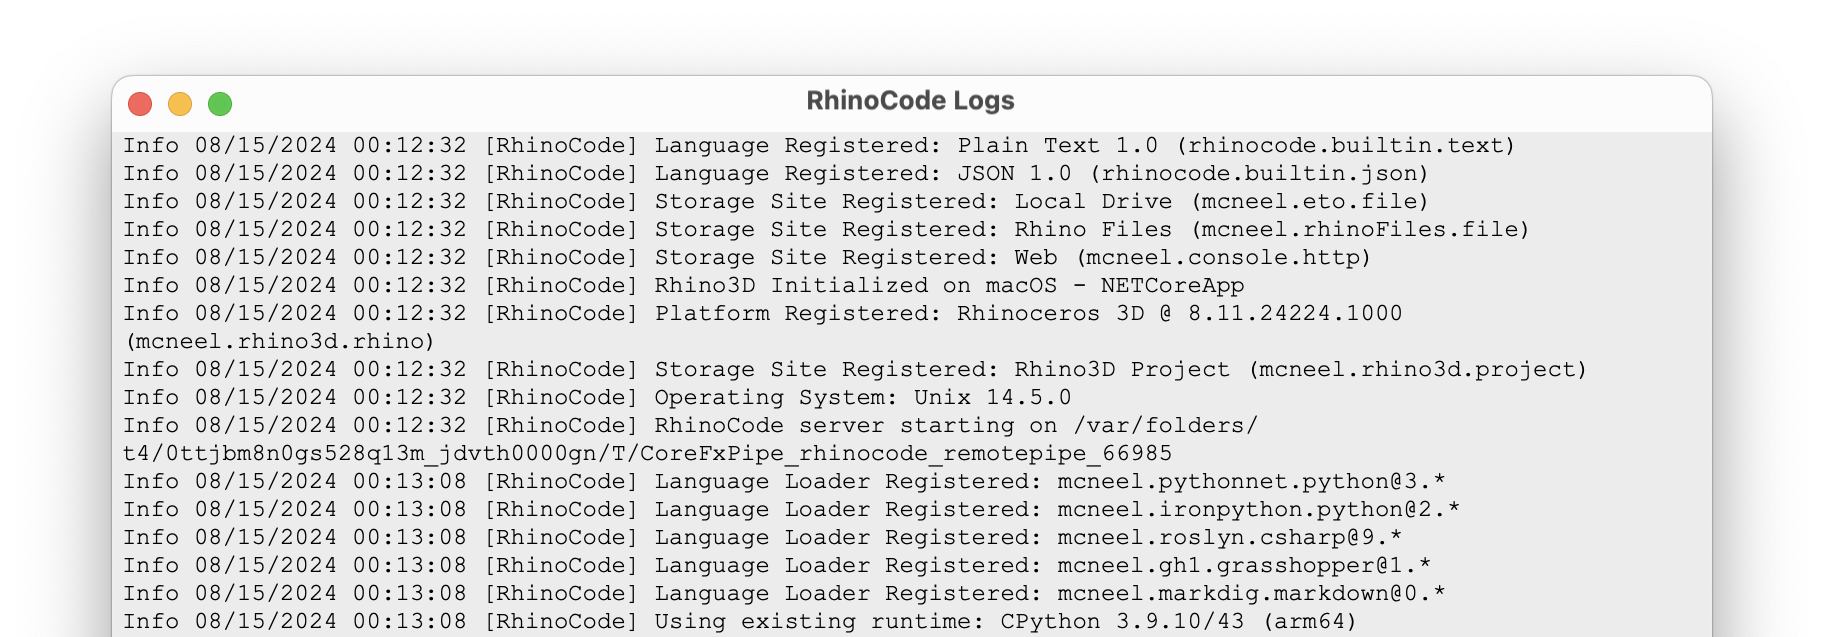 RhinoCode Logs
Info 08/15/2024 00:12:32 [RhinoCode] Language Registered: Plain Text 1.0 (rhinocode.builtin.text)
Info 08/15/2024 00:12:32 [RhinoCode] Language Registered: JSON 1.0 (rhinocode.builtin.json)
Info 08/15/2024 00:12:32 [RhinoCode] Storage Site Registered: Local Drive (mcneel.eto.file)
Info 08/15/2024 00:12:32 [RhinoCode] Storage Site Registered: Rhino Files (mcneel.rhinoFiles.file)
Info 08/15/2024 00:12:32 [RhinoCode] Storage Site Registered: Web (mcneel.console.http)
Info 08/15/2024 00:12:32 [RhinoCode] Rhino3D Initialized on macOS - NETCoreApp
Info 08/15/2024 00:12:32 [RhinoCode] Platform Registered: Rhinoceros 3D @ 8.11.24224.1000
(mcneel.rhino3d.rhino)
Info 08/15/2024 00:12:32 [RhinoCode] Storage Site Registered: Rhino3D Project (mcneel.rhino3d.project)
Info 08/15/2024 00:12:32 [RhinoCode] Operating System: Unix 14.5.0
Info 08/15/2024 00:12:32 [RhinoCode] RhinoCode server starting on /var/folders/
t4/0ttjbm8n0gs528q13m_jdvth0000gn/T/CoreFxPipe_rhinocode_remotepipe_66985
Info 08/15/2024 00:13:08 [RhinoCode] Language Loader Registered: mcneel.pythonnet.python@3.*
Info 08/15/2024 00:13:08 [RhinoCode] Language Loader Registered: mcneel.ironpython.python@2.*
Info 08/15/2024 00:13:08 [RhinoCode] Language Loader Registered: mcneel.roslyn.csharp@9.*
Info 08/15/2024 00:13:08 [RhinoCode] Language Loader Registered: mcneel.gh1.grasshopper@1.*
Info 08/15/2024 00:13:08 [RhinoCode] Language Loader Registered: mcneel.markdig.markdown@0.*
Info 08/15/2024 00:13:08 [RhinoCode] Using existing runtime: CPython 3.9.10/43 (arm64)